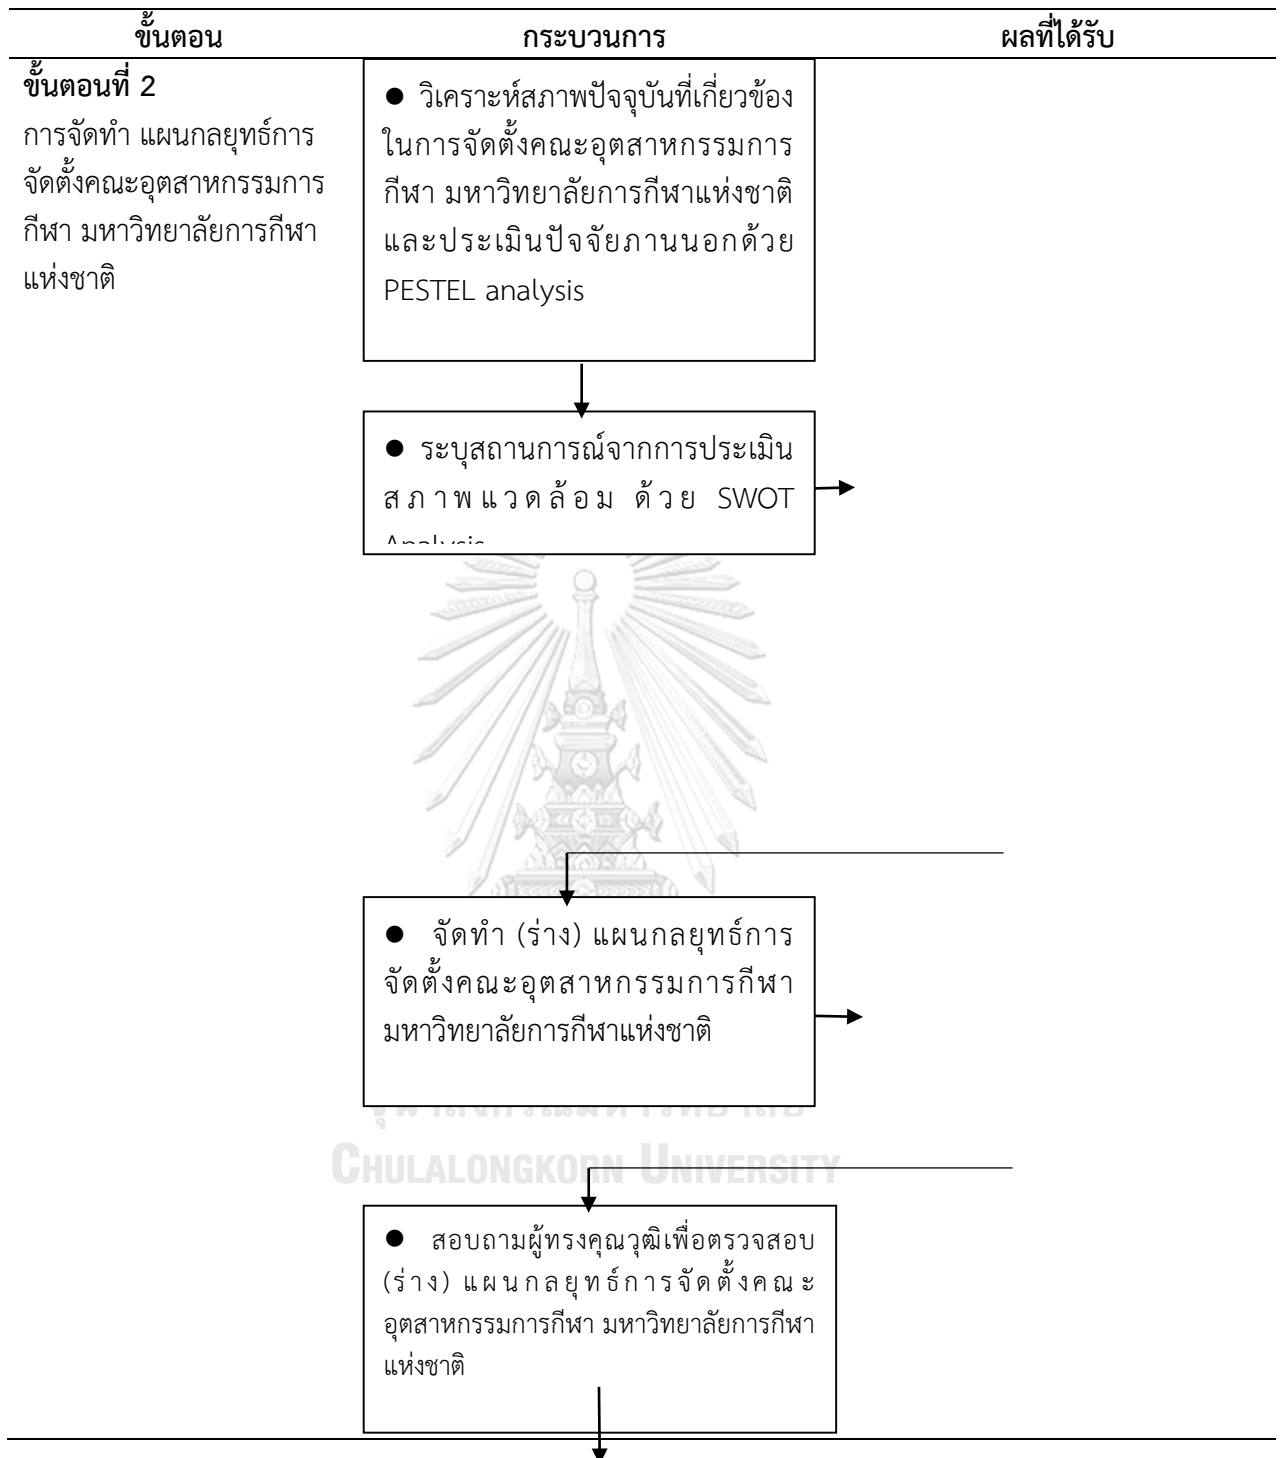 ขั้นตอน กระบวนการ ผลที่ได้รับ
ขั้นตอนที่ 2
การจัดทำ แผนกลยุทธ์การ
จัดตั้งคณะอุตสาหกรรมการ
กีฬา มหาวิทยาลัยการกีฬา
แห่งชาติ
● วิเคราะห์สภาพปัจจุบันที่เกี่ยวข้อง
ในการจัดตั้งคณะอุตสาหกรรมการ
กีฬา มหาวิทยาลัยการกีฬาแห่งชาติ
และประเมินปัจจัยภานนอกด้วย
PESTEL analysis
● ระบุสถานการณ์จากการประเมิน
สภาพแวดล้อม ด้วย SWOT
Analysis
● จัดทำ (ร่าง) แผนกลยุทธ์การ
จัดตั้งคณะอุตสาหกรรมการกีฬา
มหาวิทยาลัยการกีฬาแห่งชาติ
จุฬาลงกรณ์มหาวิทยาลัย
CHULALONGKORN UNIVERSITY
● สอบถามผู้ทรงคุณวุฒิเพื่อตรวจสอบ
(ร่าง) แผนกลยุทธ์การจัดตั้งคณะ
อุตสาหกรรมการกีฬา มหาวิทยาลัยการกีฬา
แห่งชาติ